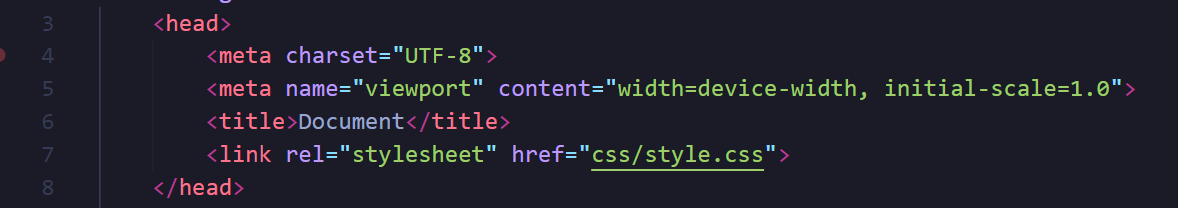 3 <head>
4 <meta charset="UTF-8">
5 <meta name="viewport" content="width=device-width, initial-scale=1.0">
6 <title>Document</title>
7 <link rel="stylesheet" href="css/style.css">
8 </head>